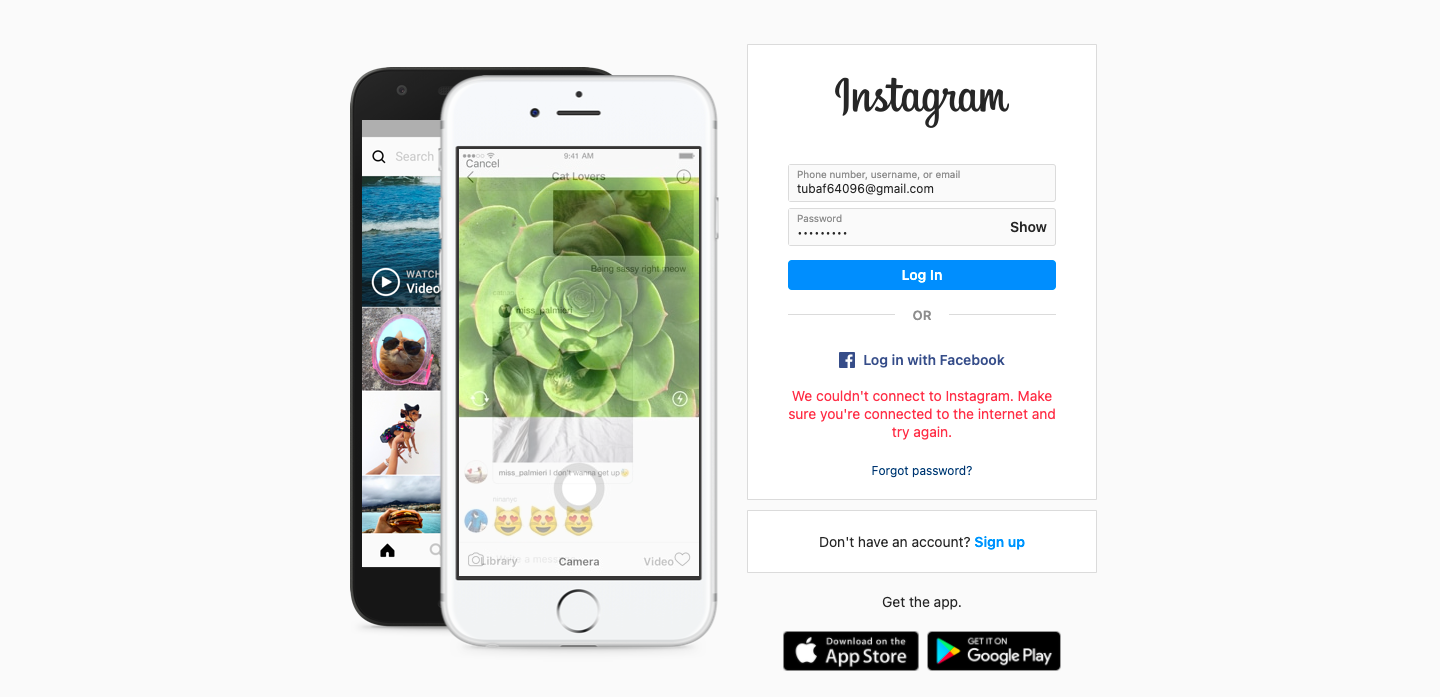 Search
WATCH
Video
9:41 AM
Cancel
Cat Lovers
Being sassy right meow
miss_palmieri
miss_palmieri I don't wanna get up
Library
Camera
Video
Instagram
Phone number, username, or email
tubaf64096@gmail.com
Password
•••••••••
Show
Log In
OR
Log in with Facebook
We couldn't connect to Instagram. Make
sure you're connected to the internet and
try again.
Forgot password?
Don't have an account? Sign up
Get the app.
Download on the
App Store
GET IT ON
Google Play